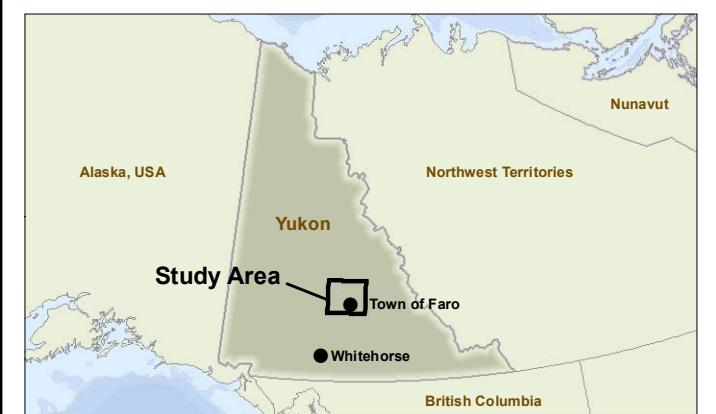 Nunavut
Alaska, USA
Northwest Territories
Yukon
Study Area
Town of Faro
Whitehorse
British Columbia